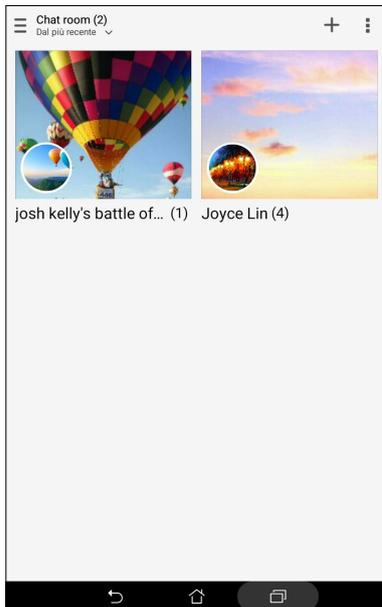 Chat room (2)
Dal più recente
josh kelly's battle of... (1)
Joyce Lin (4)